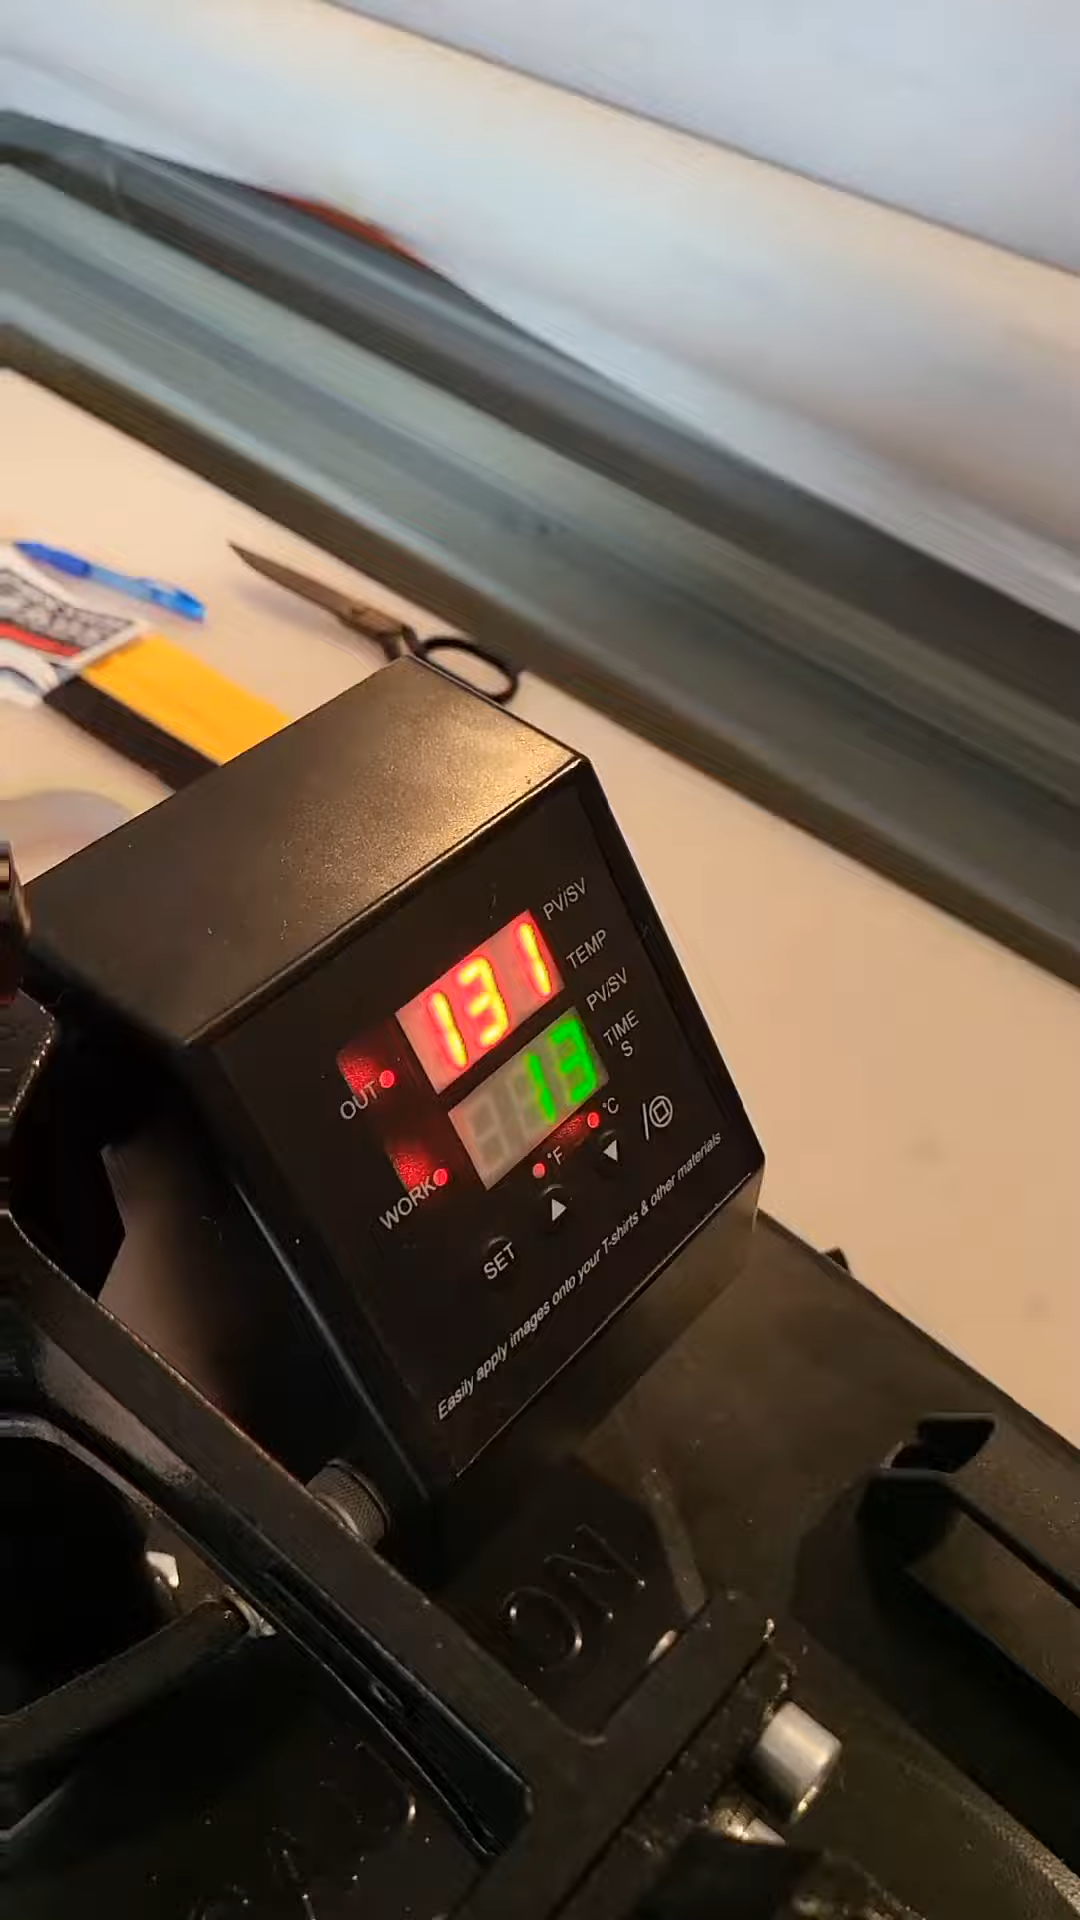 PV/SV
131
TEMP
PV/SV
OUT
13
TIME
S
WORK
°F
°C
SET
Easily apply images onto your T-shirts & other materials
ON